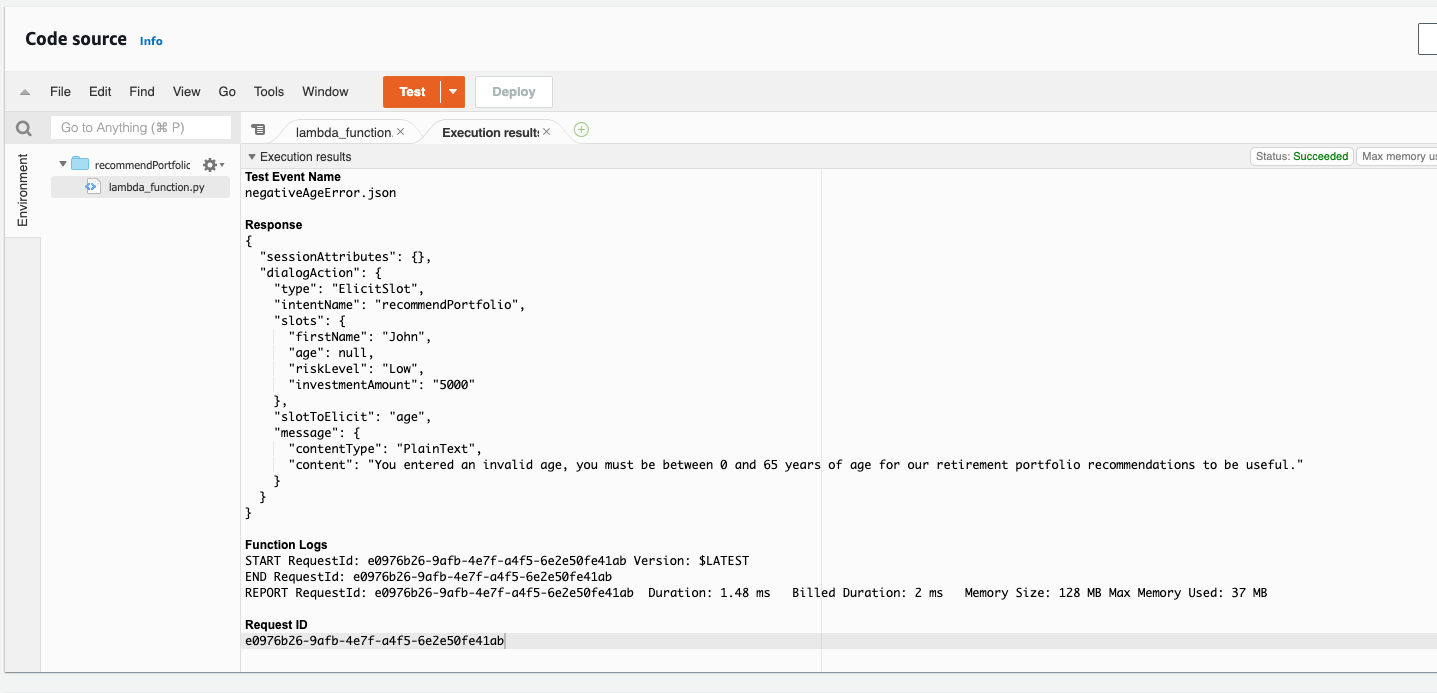 Code source Info
File Edit Find View Go Tools Window Test Deploy
Go to Anything (⌘ P)
lambda_function. Execution results
Environment
recommendPortfolio
lambda_function.py
Execution results
Status: Succeeded Max memory us
Test Event Name
negativeAgeError.json
Response
{
  "sessionAttributes": {},
  "dialogAction": {
    "type": "ElicitSlot",
    "intentName": "recommendPortfolio",
    "slots": {
      "firstName": "John",
      "age": null,
      "riskLevel": "Low",
      "investmentAmount": "5000"
    },
    "slotToElicit": "age",
    "message": {
      "contentType": "PlainText",
      "content": "You entered an invalid age, you must be between 0 and 65 years of age for our retirement portfolio recommendations to be useful."
    }
  }
}
Function Logs
START RequestId: e0976b26-9afb-4e7f-a4f5-6e2e50fe41ab Version: $LATEST
END RequestId: e0976b26-9afb-4e7f-a4f5-6e2e50fe41ab
REPORT RequestId: e0976b26-9afb-4e7f-a4f5-6e2e50fe41ab  Duration: 1.48 ms   Billed Duration: 2 ms   Memory Size: 128 MB Max Memory Used: 37 MB
Request ID
e0976b26-9afb-4e7f-a4f5-6e2e50fe41ab